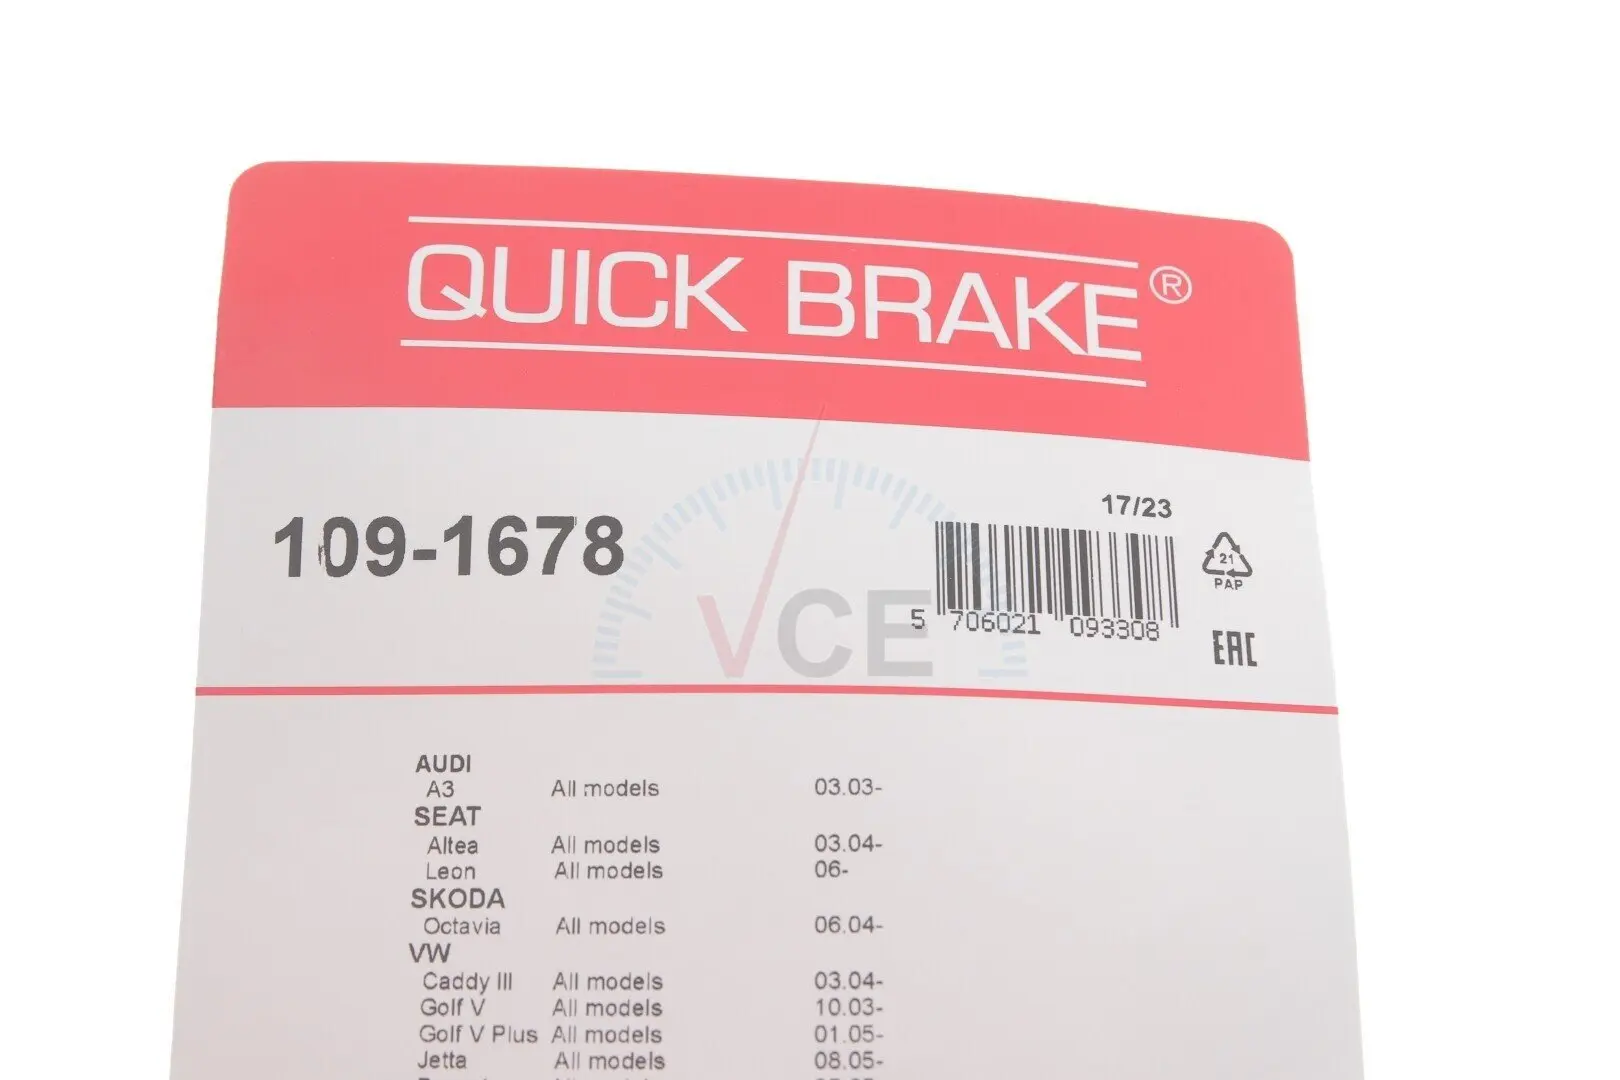 QUICK BRAKE®
109-1678
17/23
5 706021 093308
21
PAP
EAC
VCE
AUDI
A3 All models 03.03-
SEAT
Altea All models 03.04-
Leon All models 06-
SKODA
Octavia All models 06.04-
VW
Caddy III All models 03.04-
Golf V All models 10.03-
Golf V Plus All models 01.05-
Jetta All models 08.05-